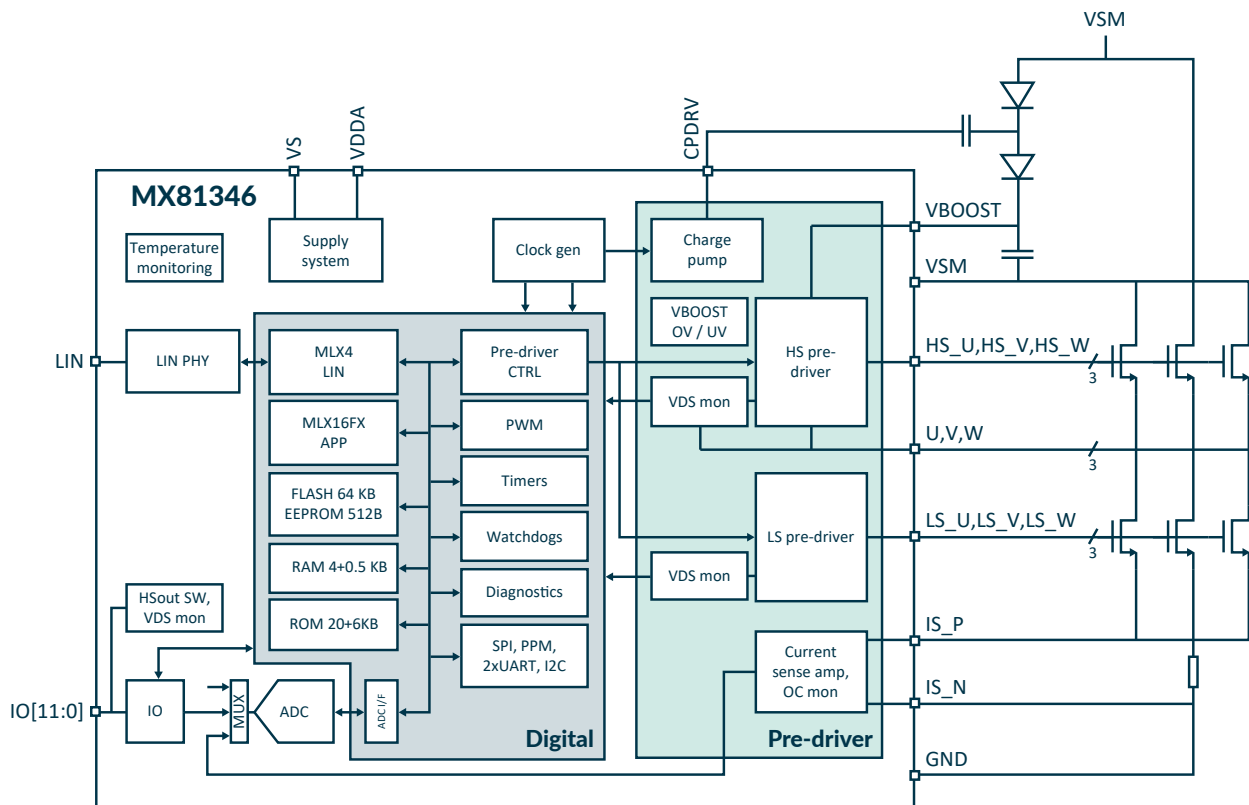 VSM
VS
VDDA
CPDRV
MX81346
VBOOST
Temperature
monitoring
Supply
system
Clock gen
Charge
pump
VSM
VBOOST
OV / UV
LIN
LIN PHY
MLX4
LIN
Pre-driver
CTRL
HS pre-
driver
HS_U,HS_V,HS_W
3
VDS mon
MLX16FX
APP
PWM
U,V,W
3
Timers
FLASH 64 KB
EEPROM 512B
Watchdogs
LS pre-driver
LS_U,LS_V,LS_W
3
RAM 4+0.5 KB
VDS mon
Diagnostics
HSout SW,
VDS mon
ROM 20+6KB
SPI, PPM,
2xUART, I2C
Current
sense amp,
OC mon
IS_P
IS_N
IO[11:0]
IO
MUX
ADC
ADC I/F
Digital
Pre-driver
GND